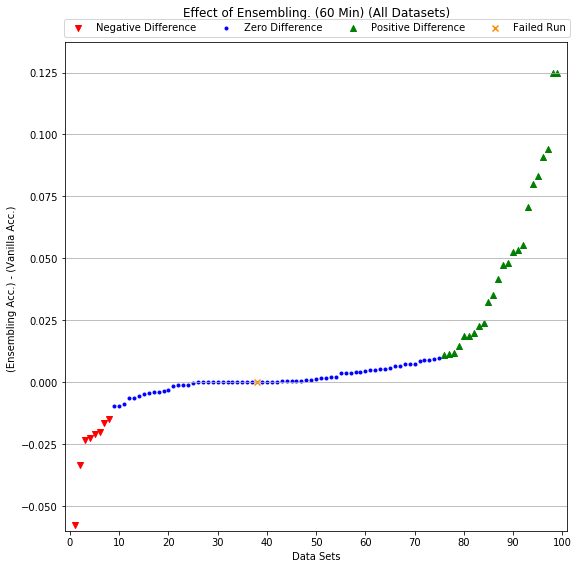 Effect of Ensembling. (60 Min) (All Datasets)
Negative Difference Zero Difference Positive Difference Failed Run
0.125
0.100
0.075
0.050
0.025
0.000
−0.025
−0.050
(Ensembling Acc.) - (Vanilla Acc.)
0 10 20 30 40 50 60 70 80 90 100
Data Sets